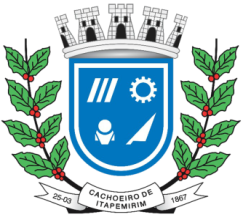 25-03
CACHOEIRO DE
ITAPEMIRIM
1867